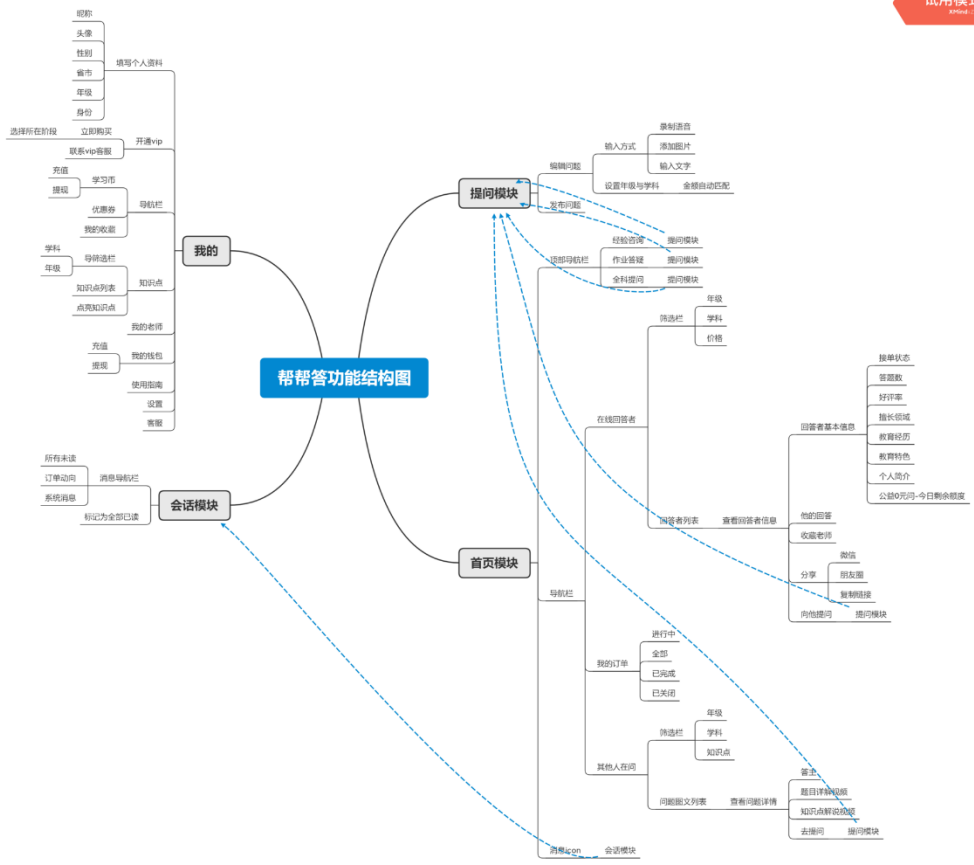 试用模式
XMind
帮帮答功能结构图
我的
填写个人资料
昵称
头像
性别
省市
年级
身份
开通vip
立即购买
选择所在阶段
联系vip客服
导航栏
学习币
充值
提现
优惠券
我的收藏
知识点
导筛选栏
学科
年级
知识点列表
点亮知识点
我的老师
我的钱包
充值
提现
使用指南
设置
客服
会话模块
消息导航栏
所有未读
订单动向
系统消息
标记为全部已读
提问模块
编辑问题
输入方式
录制语音
添加图片
输入文字
设置年级与学科
金额自动匹配
发布问题
首页模块
顶部导航栏
经验咨询
提问模块
作业答疑
提问模块
全科提问
提问模块
导航栏
在线回答者
筛选栏
年级
学科
价格
回答者列表
查看回答者信息
回答者基本信息
接单状态
答题数
好评率
擅长领域
教育经历
教育特色
个人简介
公益0元问-今日剩余额度
他的回答
收藏老师
分享
微信
朋友圈
复制链接
向他提问
提问模块
我的订单
进行中
全部
已完成
已关闭
其他人在问
筛选栏
年级
学科
知识点
问题图文列表
查看问题详情
答主
题目详解视频
知识点解说视频
去提问
提问模块
消息icon
会话模块